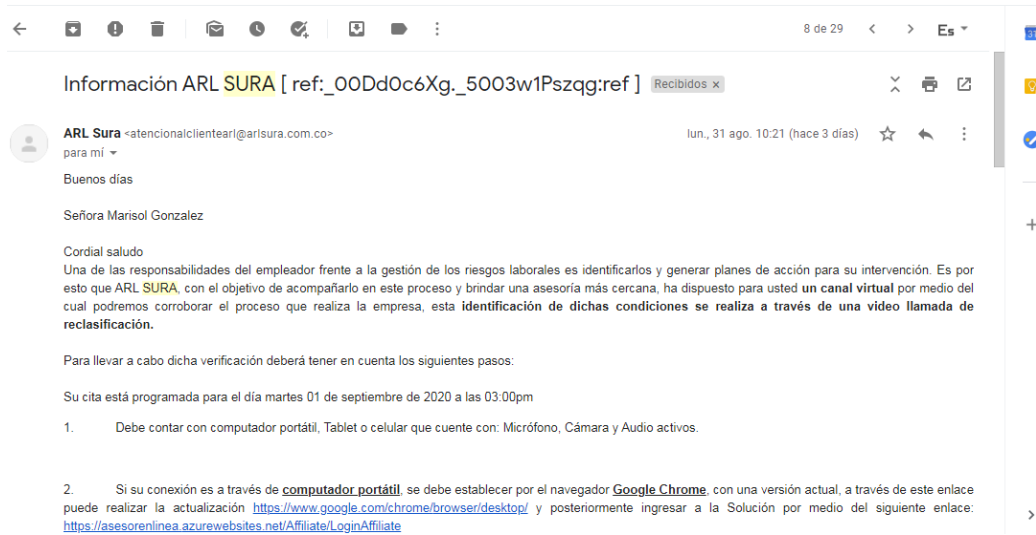 8 de 29
Es
31
Información ARL SURA [ ref:_00Dd0c6Xg._5003w1Pszqg:ref ] Recibidos x
ARL Sura <atencionalclientearl@arlsura.com.co> lun., 31 ago. 10:21 (hace 3 días)
para mí
Buenos días
Señora Marisol Gonzalez
Cordial saludo
Una de las responsabilidades del empleador frente a la gestión de los riesgos laborales es identificarlos y generar planes de acción para su intervención. Es por
esto que ARL SURA, con el objetivo de acompañarlo en este proceso y brindar una asesoría más cercana, ha dispuesto para usted un canal virtual por medio del
cual podremos corroborar el proceso que realiza la empresa, esta identificación de dichas condiciones se realiza a través de una video llamada de
reclasificación.
Para llevar a cabo dicha verificación deberá tener en cuenta los siguientes pasos:
Su cita está programada para el día martes 01 de septiembre de 2020 a las 03:00pm
1. Debe contar con computador portátil, Tablet o celular que cuente con: Micrófono, Cámara y Audio activos.
2. Si su conexión es a través de computador portátil, se debe establecer por el navegador Google Chrome, con una versión actual, a través de este enlace
puede realizar la actualización https://www.google.com/chrome/browser/desktop/ y posteriormente ingresar a la Solución por medio del siguiente enlace:
https://asesorenlinea.azurewebsites.net/Affiliate/LoginAffiliate